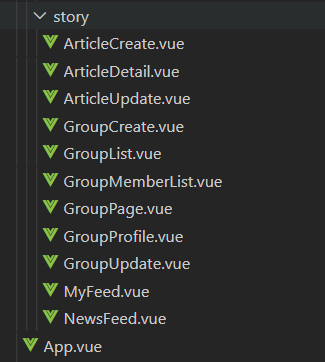 story
ArticleCreate.vue
ArticleDetail.vue
ArticleUpdate.vue
GroupCreate.vue
GroupList.vue
GroupMemberList.vue
GroupPage.vue
GroupProfile.vue
GroupUpdate.vue
MyFeed.vue
NewsFeed.vue
App.vue